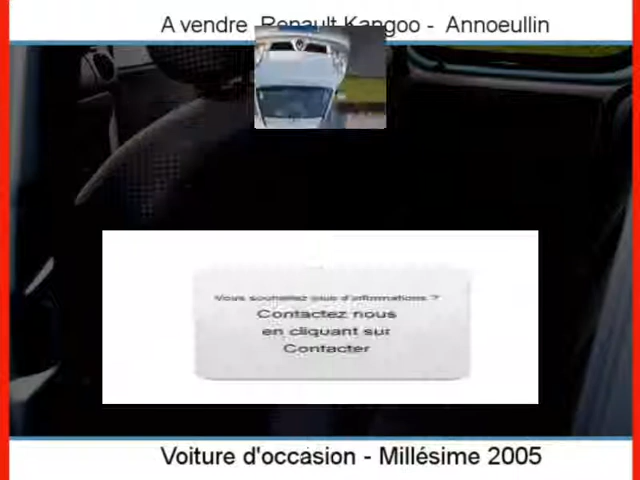 A vendre Renault Kangoo - Annoeullin
Vous souhaitez plus d'informations ?
Contactez nous
en cliquant sur
Contacter
Voiture d'occasion - Millésime 2005